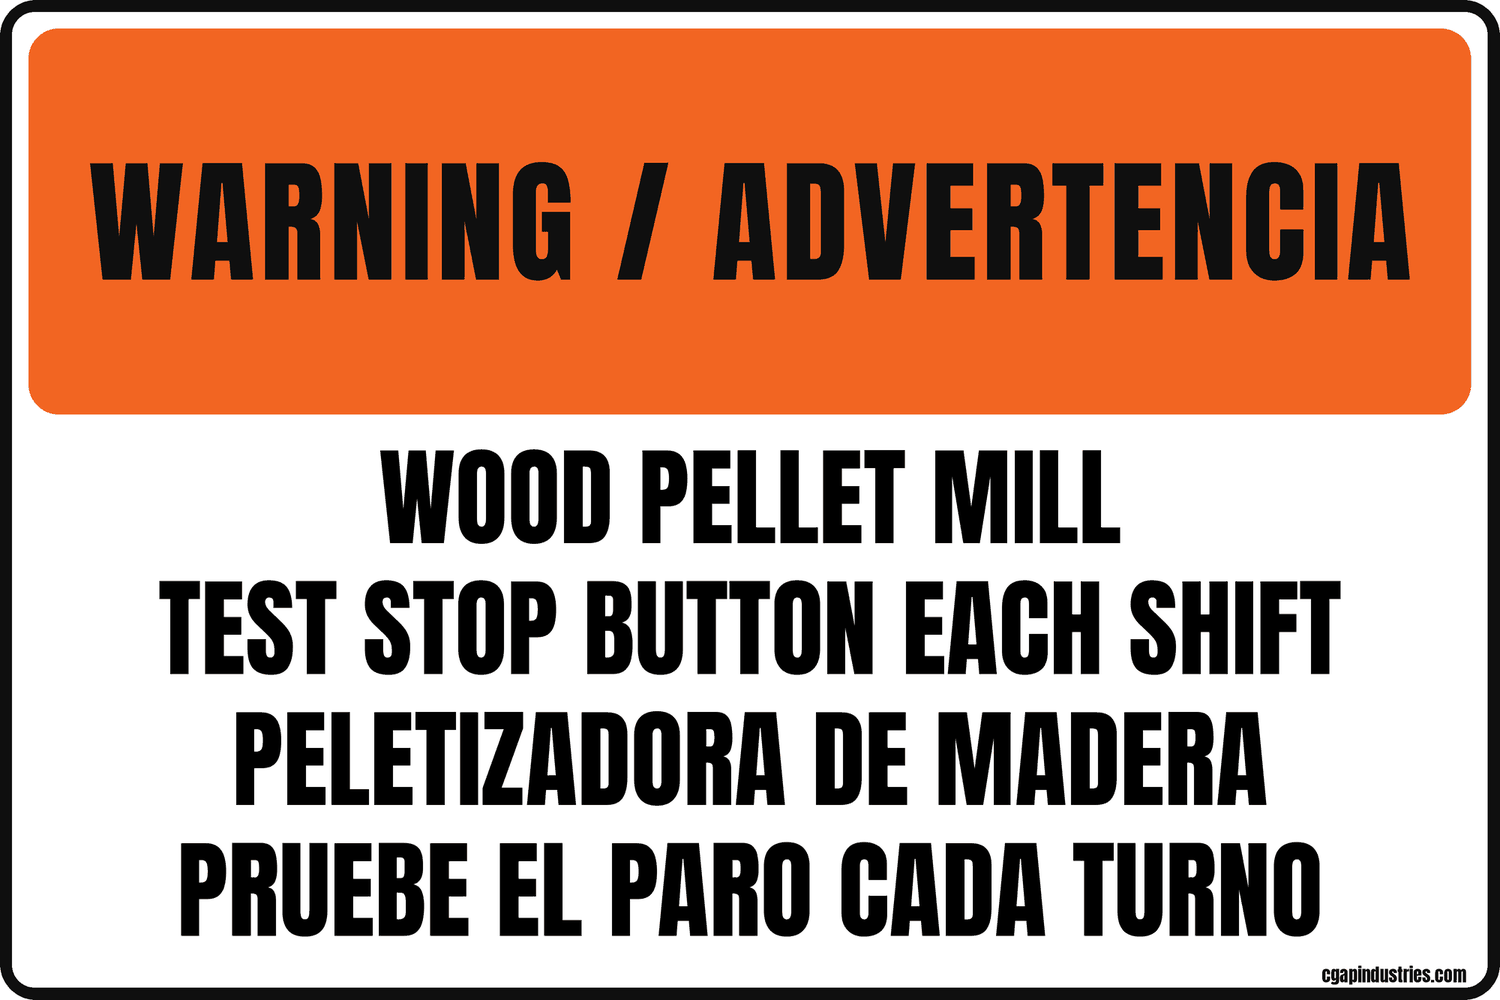 WARNING / ADVERTENCIA
WOOD PELLET MILL
TEST STOP BUTTON EACH SHIFT
PELETIZADORA DE MADERA
PRUEBE EL PARO CADA TURNO
cgapindustries.com